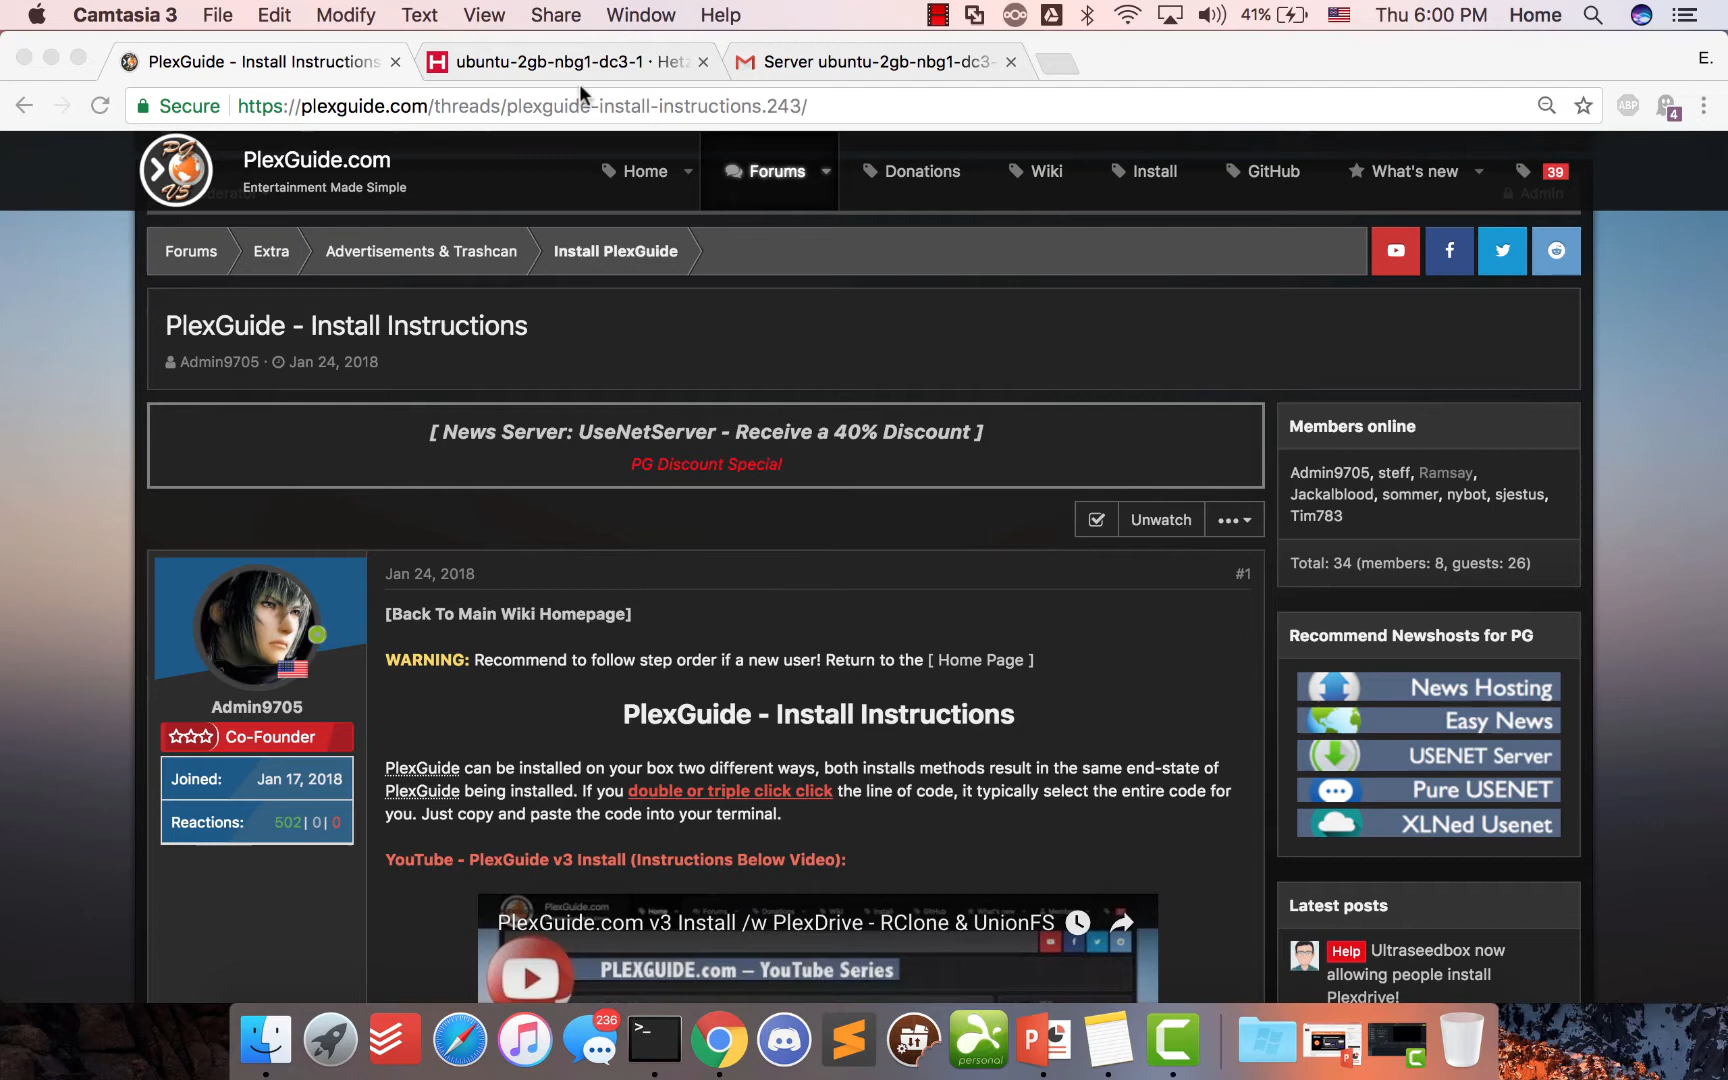 Camtasia 3 File Edit Modify Text View Share Window Help 41% Thu 6:00 PM Home
PlexGuide - Install Instructions ubuntu-2gb-nbg1-dc3-1 · Het Server ubuntu-2gb-nbg1-dc3- E.
Secure https://plexguide.com/threads/plexguide-install-instructions.243/ ABP 4
PlexGuide.com
Entertainment Made Simple
Home Forums Donations Wiki Install GitHub What's new 39
Admin
Forums Extra Advertisements & Trashcan Install PlexGuide
PlexGuide - Install Instructions
Admin9705 · Jan 24, 2018
[ News Server: UseNetServer - Receive a 40% Discount ]
PG Discount Special
Unwatch
Members online
Admin9705, steff, Ramsay,
Jackalblood, sommer, nybot, sjestus,
Tim783
Total: 34 (members: 8, guests: 26)
Jan 24, 2018 #1
[Back To Main Wiki Homepage]
WARNING: Recommend to follow step order if a new user! Return to the [ Home Page ]
PlexGuide - Install Instructions
PlexGuide can be installed on your box two different ways, both installs methods result in the same end-state of
PlexGuide being installed. If you double or triple click click the line of code, it typically select the entire code for
you. Just copy and paste the code into your terminal.
YouTube - PlexGuide v3 Install (Instructions Below Video):
Admin9705
Co-Founder
Joined: Jan 17, 2018
Reactions: 502| 0| 0
PlexGuide.com v3 Install /w PlexDrive - RClone & UnionFS
PLEXGUIDE.com – YouTube Series
Recommend Newshosts for PG
News Hosting
Easy News
USENET Server
Pure USENET
XLNed Usenet
Latest posts
Help Ultraseedbox now
allowing people install
Plexdrive!
236
personal